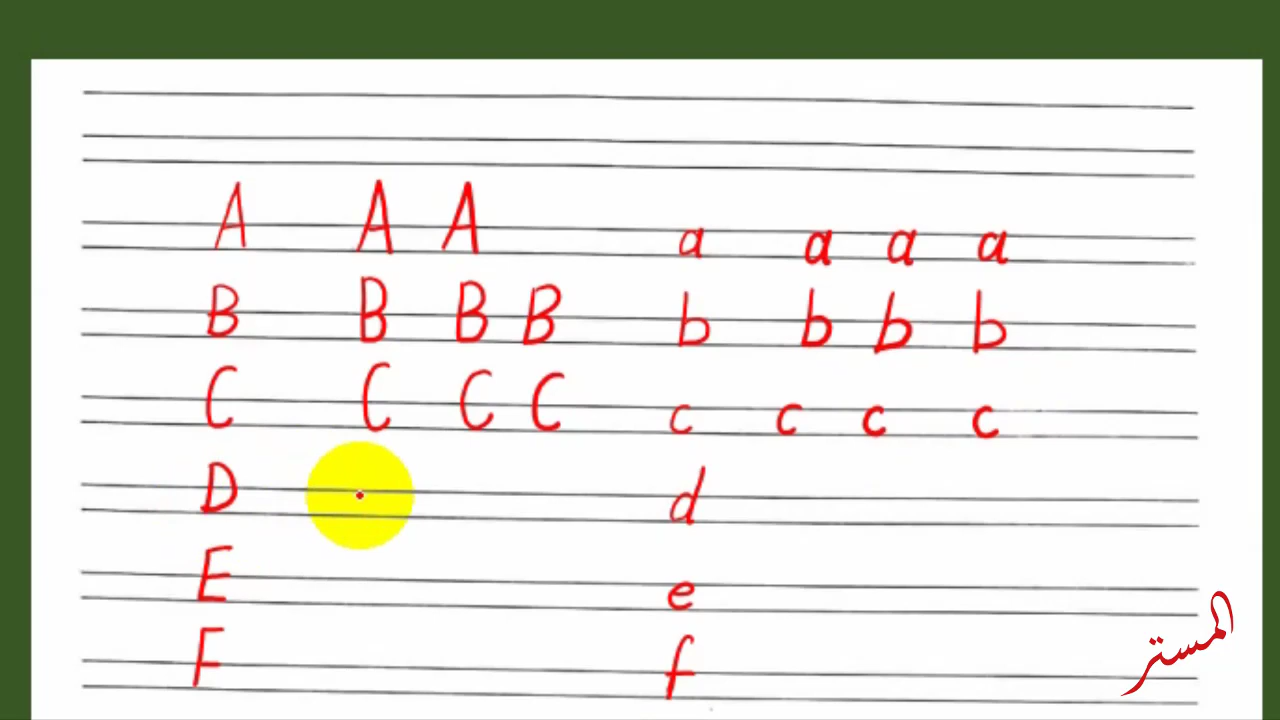 A A A a a a a
B B B B b b b b
C C C C c c c c
D d
E e
F f
المستر